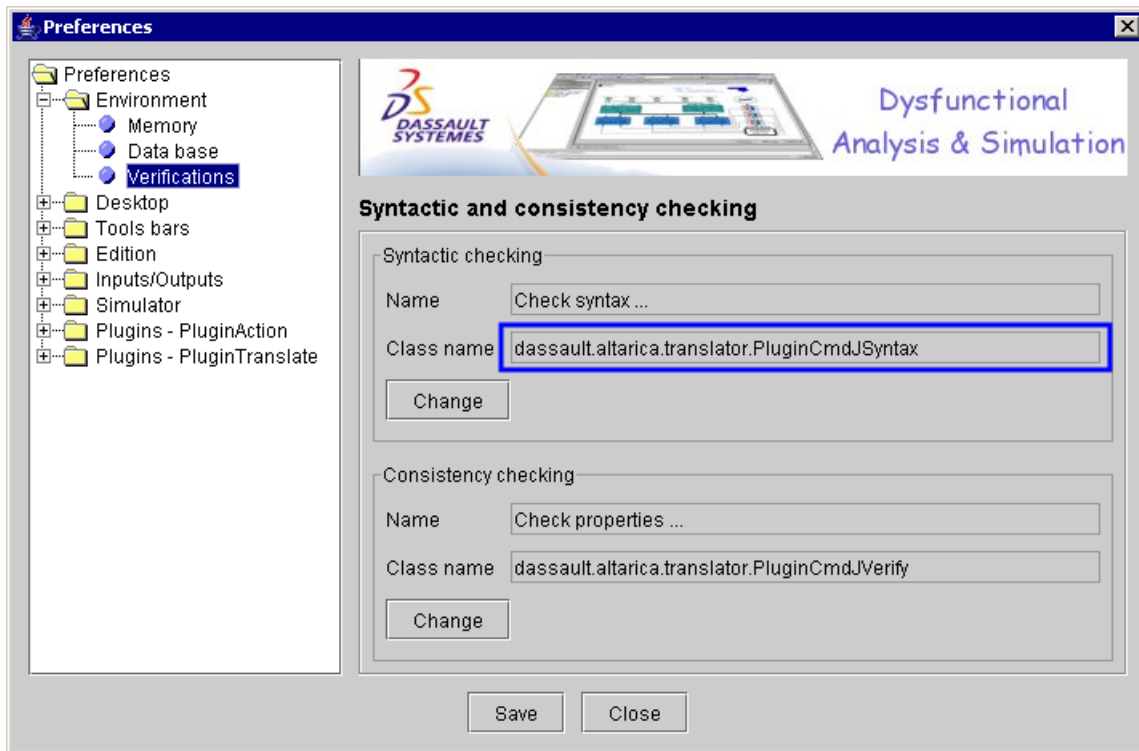 Preferences
Preferences
Environment
Memory
Data base
Verifications
Desktop
Tools bars
Edition
Inputs/Outputs
Simulator
Plugins - PluginAction
Plugins - PluginTranslate
DASSAULT
SYSTEMES
Dysfunctional
Analysis & Simulation
Syntactic and consistency checking
Syntactic checking
Name Check syntax ...
Class name dassault.altarica.translator.PluginCmdJSyntax
Change
Consistency checking
Name Check properties ...
Class name dassault.altarica.translator.PluginCmdJVerify
Change
Save Close